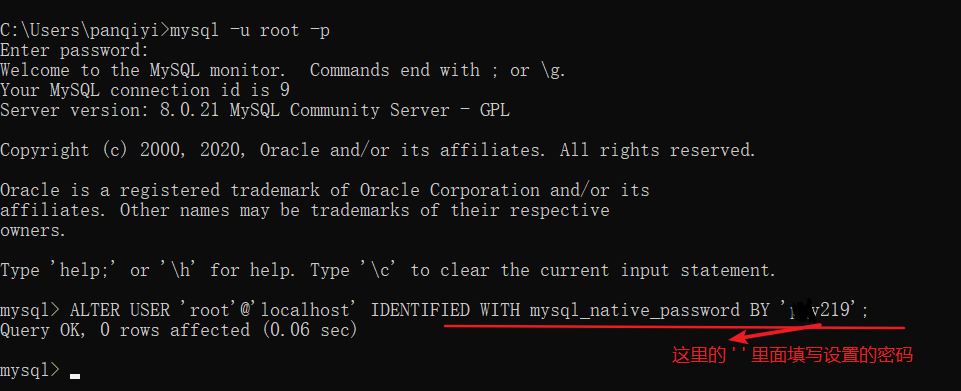 C:\Users\panqiyi>mysql -u root -p
Enter password:
Welcome to the MySQL monitor.  Commands end with ; or \g.
Your MySQL connection id is 9
Server version: 8.0.21 MySQL Community Server - GPL
Copyright (c) 2000, 2020, Oracle and/or its affiliates. All rights reserved.
Oracle is a registered trademark of Oracle Corporation and/or its
affiliates. Other names may be trademarks of their respective
owners.
Type 'help;' or '\h' for help. Type '\c' to clear the current input statement.
mysql> ALTER USER 'root'@'localhost' IDENTIFIED WITH mysql_native_password BY '
Query OK, 0 rows affected (0.06 sec)
这里的 ' ' 里面填写设置的密码
mysql>